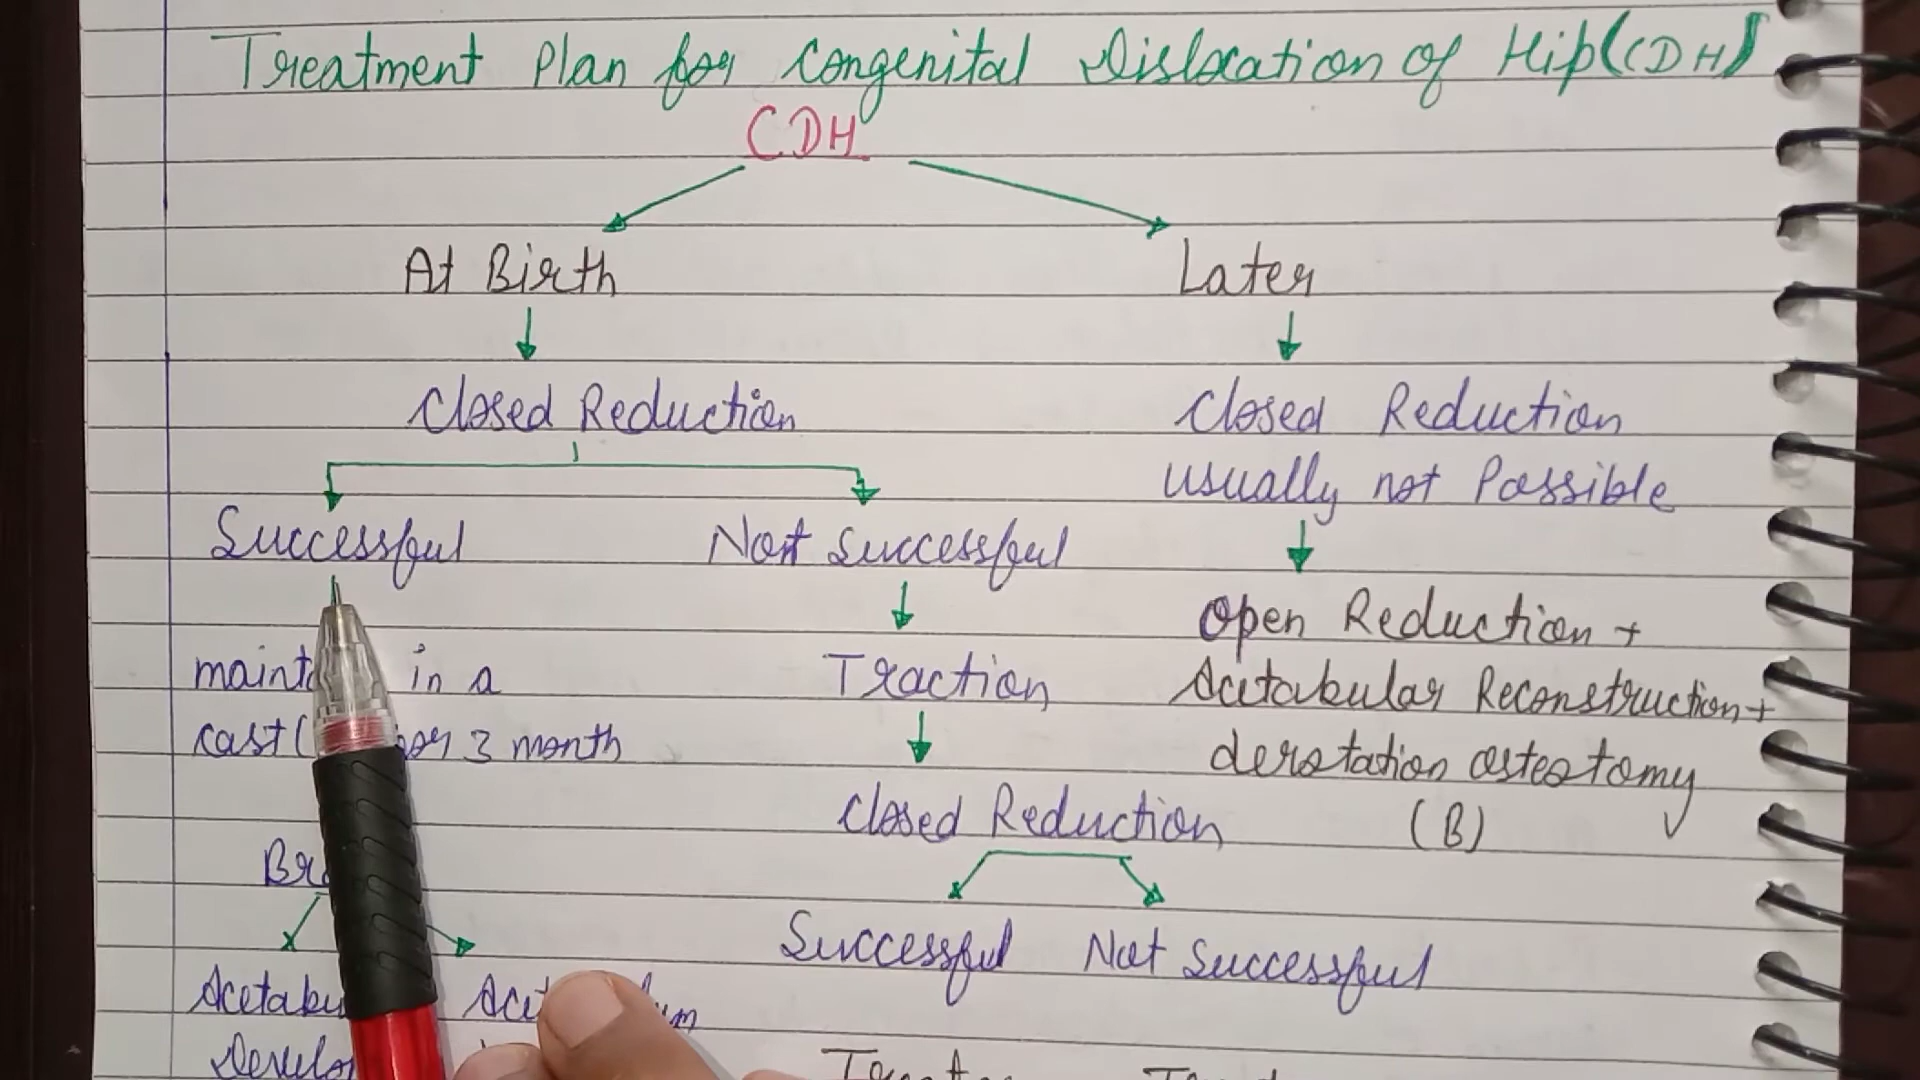 Treatment Plan for Congenital Dislocation of Hip (CDH)
CDH
At Birth
Later
Closed Reduction
Closed Reduction
usually not Possible
Successful
Not Successful
Open Reduction +
Acetabular Reconstruction +
derotation osteotomy
(B)
in a
cast ( 3 month
Traction
Closed Reduction
Successful
Not Successful